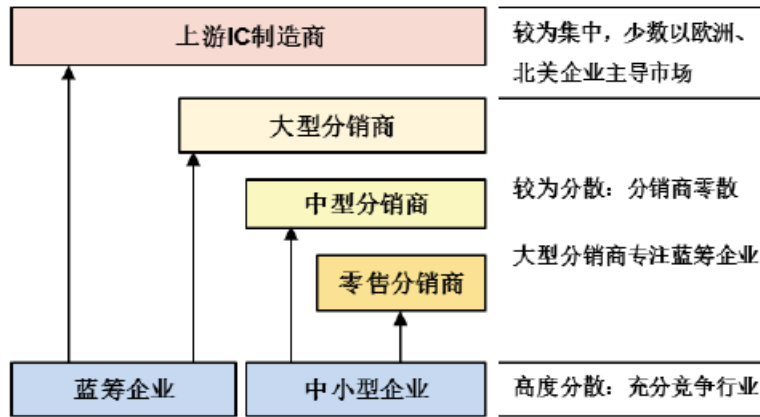 上游IC制造商
较为集中，少数以欧洲、
北美企业主导市场
大型分销商
中型分销商
较为分散：分销商零散
零售分销商
大型分销商专注蓝筹企业
蓝筹企业
中小型企业
高度分散：充分竞争行业